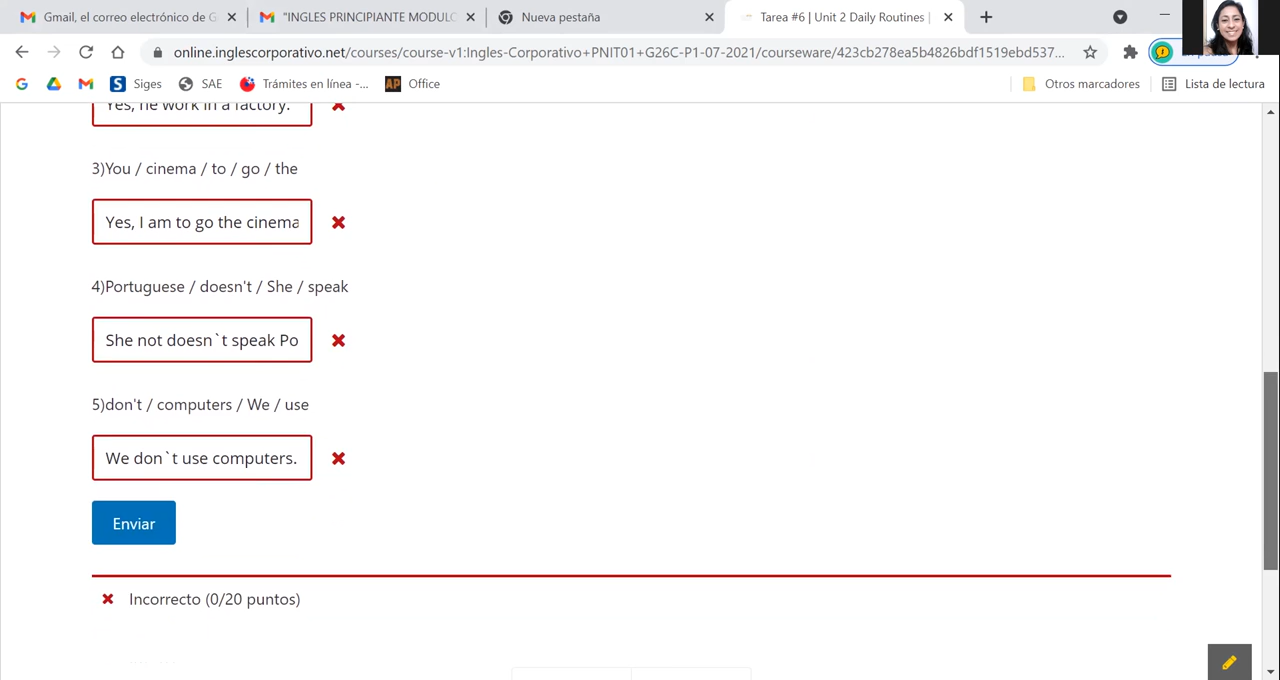 Gmail, el correo electrónico de G
"INGLES PRINCIPIANTE MODULO
Nueva pestaña
Tarea #6 | Unit 2 Daily Routines |
online.inglescorporativo.net/courses/course-v1:Ingles-Corporativo+PNIT01+G26C-P1-07-2021/courseware/423cb278ea5b4826bdf1519ebd537...
Siges
SAE
Trámites en línea -...
Office
Otros marcadores
Lista de lectura
Yes, he work in a factory.
3)You / cinema / to / go / the
Yes, I am to go the cinema
4)Portuguese / doesn't / She / speak
She not doesn`t speak Po
5)don't / computers / We / use
We don`t use computers.
Enviar
Incorrecto (0/20 puntos)